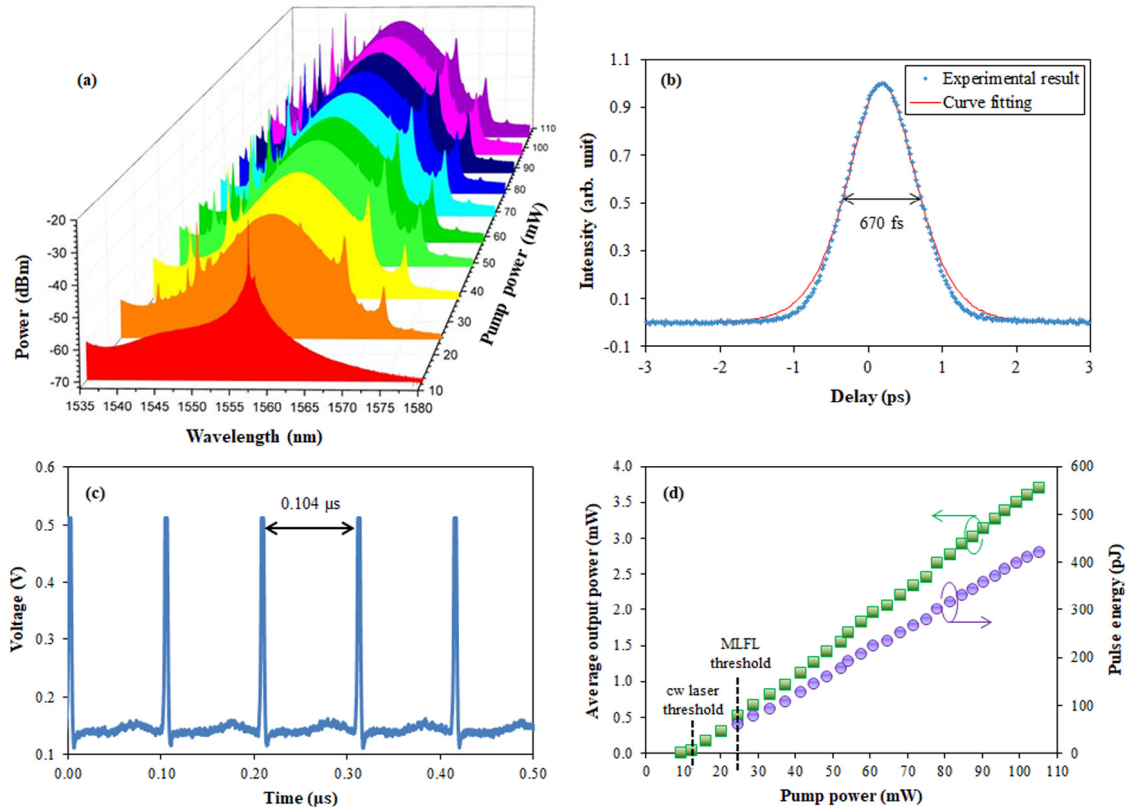 (a)
Power (dBm)
-20
-30
-40
-50
-60
-70
1535 1540 1545 1550 1555 1560 1565 1570 1575 1580
Wavelength (nm)
10
20
30
40
50
60
70
80
90
100
110
Pump power (mW)
(b)
Experimental result
Curve fitting
Intensity (arb. unit)
1.1
0.9
0.7
0.5
0.3
0.1
-0.1
670 fs
-3 -2 -1 0 1 2 3
Delay (ps)
(c)
Voltage (V)
0.6
0.5
0.4
0.3
0.2
0.1
0.104 µs
0.00 0.10 0.20 0.30 0.40 0.50
Time (µs)
(d)
Average output power (mW)
4.0
3.5
3.0
2.5
2.0
1.5
1.0
0.5
0.0
cw laser
threshold
MLFL
threshold
600
500
400
300
200
100
0
Pulse energy (pJ)
0 10 20 30 40 50 60 70 80 90 100 110
Pump power (mW)